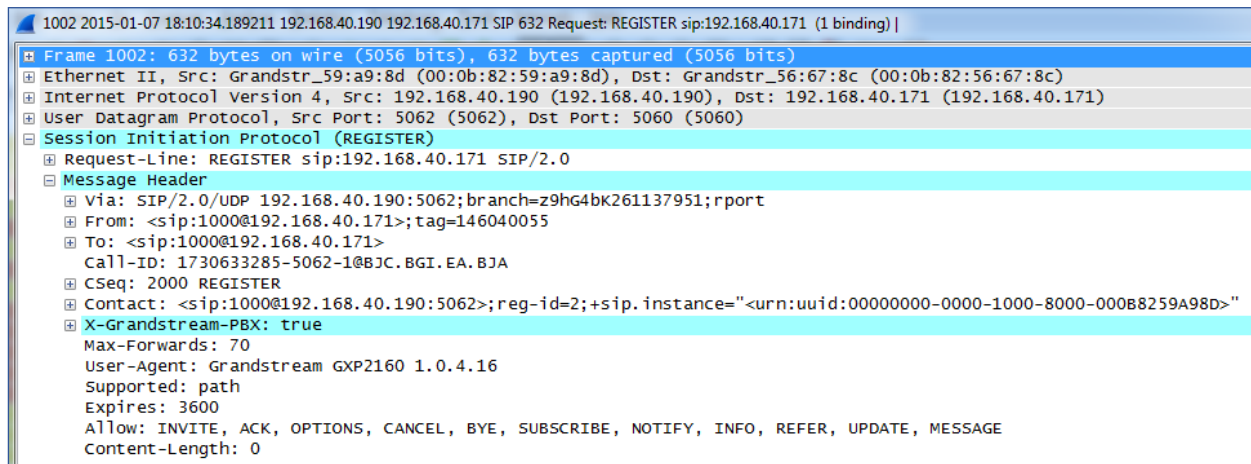 1002 2015-01-07 18:10:34.189211 192.168.40.190 192.168.40.171 SIP 632 Request: REGISTER sip:192.168.40.171 (1 binding) |
Frame 1002: 632 bytes on wire (5056 bits), 632 bytes captured (5056 bits)
Ethernet II, Src: Grandstr_59:a9:8d (00:0b:82:59:a9:8d), Dst: Grandstr_56:67:8c (00:0b:82:56:67:8c)
Internet Protocol Version 4, Src: 192.168.40.190 (192.168.40.190), Dst: 192.168.40.171 (192.168.40.171)
User Datagram Protocol, Src Port: 5062 (5062), Dst Port: 5060 (5060)
Session Initiation Protocol (REGISTER)
Request-Line: REGISTER sip:192.168.40.171 SIP/2.0
Message Header
Via: SIP/2.0/UDP 192.168.40.190:5062;branch=z9hG4bK261137951;rport
From: <sip:1000@192.168.40.171>;tag=146040055
To: <sip:1000@192.168.40.171>
Call-ID: 1730633285-5062-1@BJC.BGI.EA.BJA
CSeq: 2000 REGISTER
Contact: <sip:1000@192.168.40.190:5062>;reg-id=2;+sip.instance="<urn:uuid:00000000-0000-1000-8000-000B8259A98D>"
X-Grandstream-PBX: true
Max-Forwards: 70
User-Agent: Grandstream GXP2160 1.0.4.16
Supported: path
Expires: 3600
Allow: INVITE, ACK, OPTIONS, CANCEL, BYE, SUBSCRIBE, NOTIFY, INFO, REFER, UPDATE, MESSAGE
Content-Length: 0